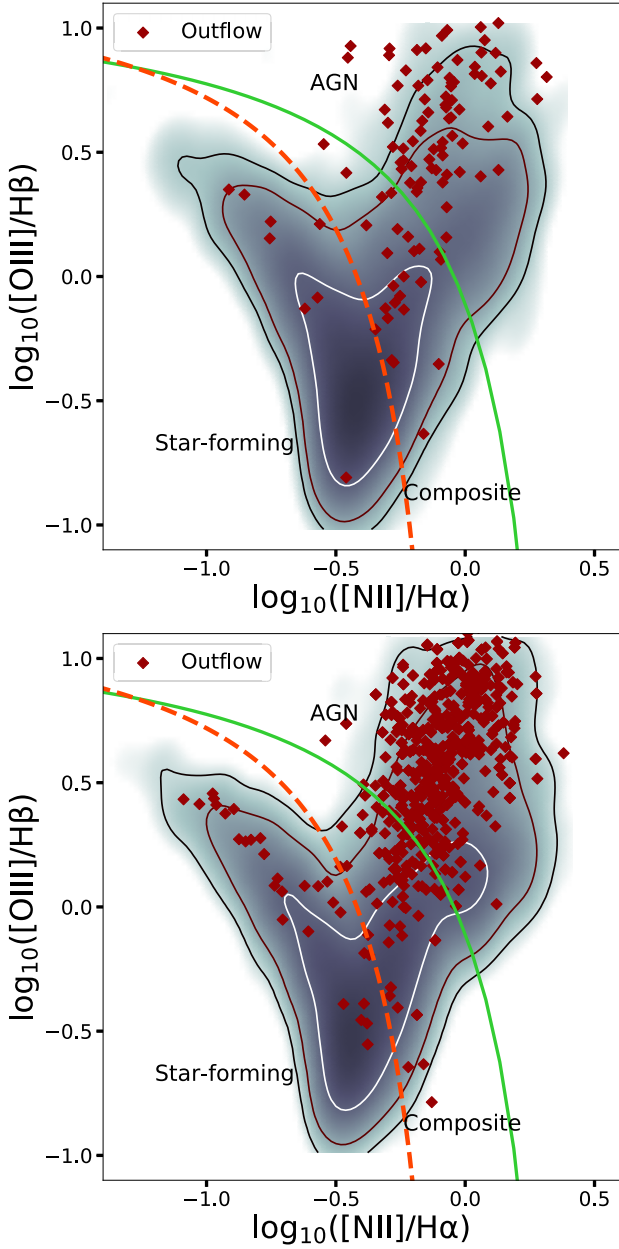 Outflow
AGN
Star-forming
Composite
1.0
0.5
0.0
−0.5
−1.0
log₁₀([OIII]/Hβ)
−1.0 −0.5 0.0 0.5
log₁₀([NII]/Hα)
Outflow
AGN
Star-forming
Composite
1.0
0.5
0.0
−0.5
−1.0
log₁₀([OIII]/Hβ)
−1.0 −0.5 0.0 0.5
log₁₀([NII]/Hα)